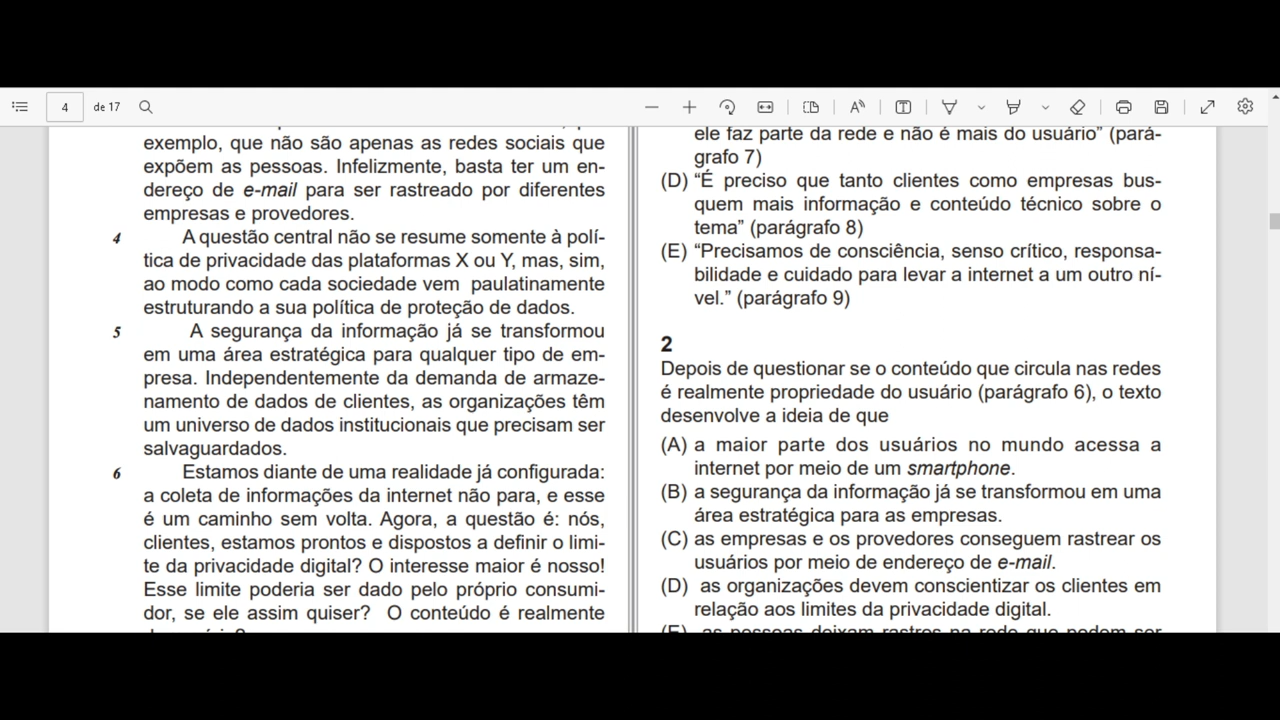 4 de 17
exemplo, que não são apenas as redes sociais que
expõem as pessoas. Infelizmente, basta ter um en-
dereço de e-mail para ser rastreado por diferentes
empresas e provedores.
4 A questão central não se resume somente à polí-
tica de privacidade das plataformas X ou Y, mas, sim,
ao modo como cada sociedade vem paulatinamente
estruturando a sua política de proteção de dados.
5 A segurança da informação já se transformou
em uma área estratégica para qualquer tipo de em-
presa. Independentemente da demanda de armaze-
namento de dados de clientes, as organizações têm
um universo de dados institucionais que precisam ser
salvaguardados.
6 Estamos diante de uma realidade já configurada:
a coleta de informações da internet não para, e esse
é um caminho sem volta. Agora, a questão é: nós,
clientes, estamos prontos e dispostos a definir o limi-
te da privacidade digital? O interesse maior é nosso!
Esse limite poderia ser dado pelo próprio consumi-
dor, se ele assim quiser? O conteúdo é realmente
ele faz parte da rede e não é mais do usuário” (pará-
grafo 7)
(D) “É preciso que tanto clientes como empresas bus-
quem mais informação e conteúdo técnico sobre o
tema” (parágrafo 8)
(E) “Precisamos de consciência, senso crítico, responsa-
bilidade e cuidado para levar a internet a um outro ní-
vel.” (parágrafo 9)
2
Depois de questionar se o conteúdo que circula nas redes
é realmente propriedade do usuário (parágrafo 6), o texto
desenvolve a ideia de que
(A) a maior parte dos usuários no mundo acessa a
internet por meio de um smartphone.
(B) a segurança da informação já se transformou em uma
área estratégica para as empresas.
(C) as empresas e os provedores conseguem rastrear os
usuários por meio de endereço de e-mail.
(D) as organizações devem conscientizar os clientes em
relação aos limites da privacidade digital.
(E) as pessoas deixam rastros na rede que podem ser